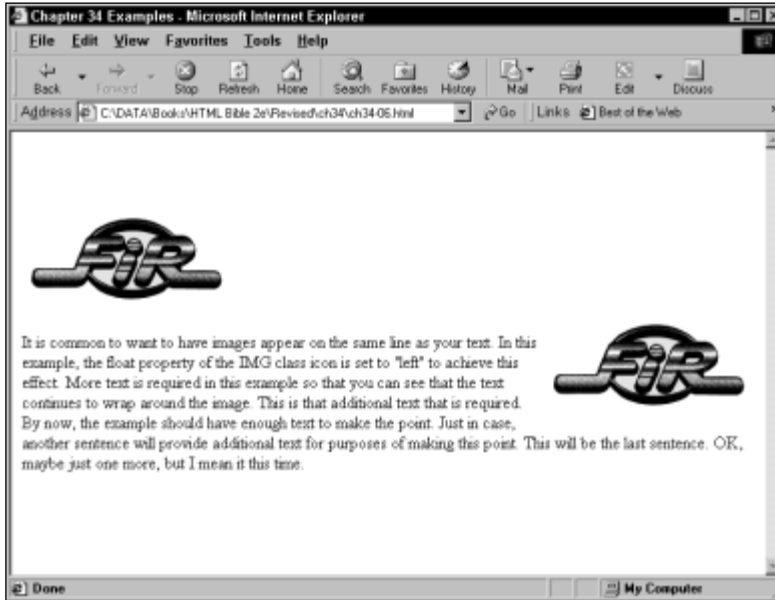 Chapter 34 Examples - Microsoft Internet Explorer
File Edit View Favorites Tools Help
Back Forward Stop Refresh Home Search Favorites History Mail Print Edit Discuss
Address C:\DATA\Books\HTML Bible 2e\Revised\ch34\ch34-06.html Go Links Best of the Web
FiR
FiR
It is common to want to have images appear on the same line as your text. In this
example, the float property of the IMG class icon is set to "left" to achieve this
effect. More text is required in this example so that you can see that the text
continues to wrap around the image. This is that additional text that is required.
By now, the example should have enough text to make the point. Just in case,
another sentence will provide additional text for purposes of making this point. This will be the last sentence. OK,
maybe just one more, but I mean it this time.
Done My Computer